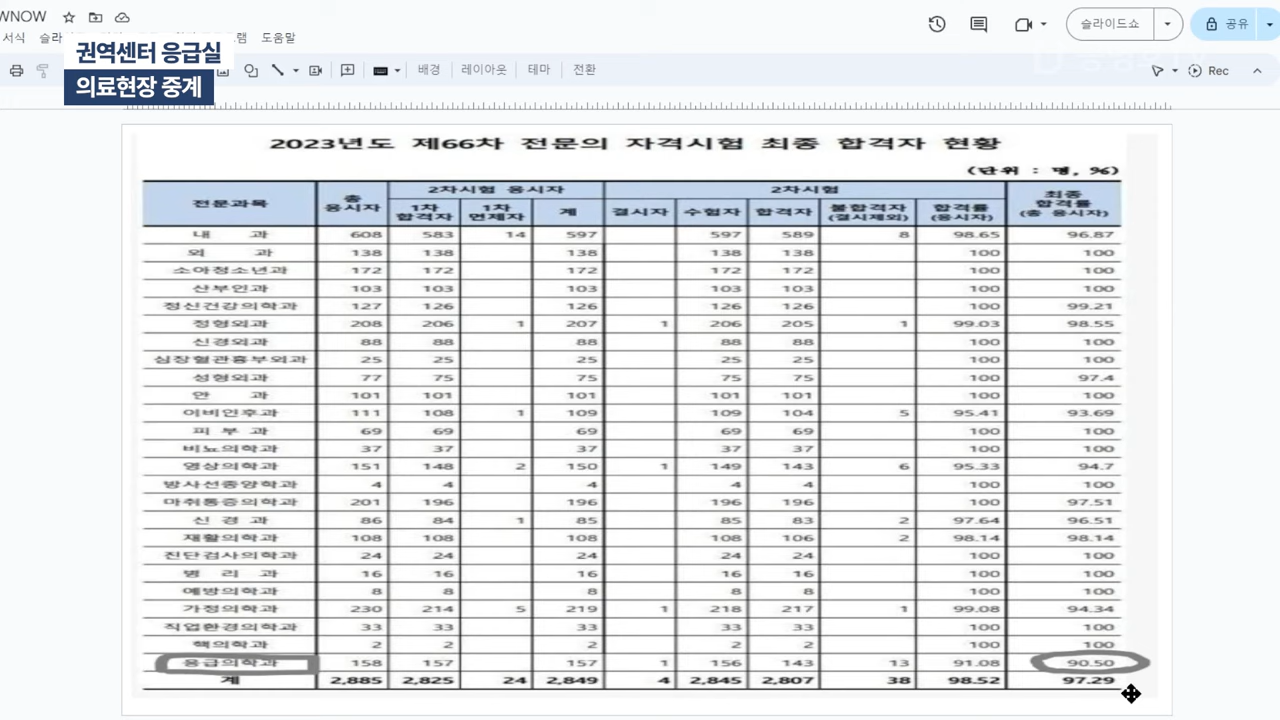 WNOW
서식 슬라 램 도움말
슬라이드쇼
공유
권역센터 응급실
의료현장 중계
배경 레이아웃 테마 전환
Rec
2023년도 제66차 전문의 자격시험 최종 합격자 현황
(단위 : 명, %)
전문과목 총 응시자 2차시험 응시자 2차시험 최종 합격률 (총 응시자)
1차 합격자 1차 면제자 계 결시자 수험자 합격자 불합격자 (결시제외) 합격률 (응시자)
내 과 608 583 14 597 597 589 8 98.65 96.87
외 과 138 138 138 138 138 100 100
소아청소년과 172 172 172 172 172 100 100
산부인과 103 103 103 103 103 100 100
정신건강의학과 127 126 126 126 126 100 99.21
정형외과 208 206 1 207 1 206 205 1 99.03 98.55
신경외과 88 88 88 88 88 100 100
심장혈관흉부외과 25 25 25 25 25 100 100
성형외과 77 75 75 75 75 100 97.4
안 과 101 101 101 101 101 100 100
이비인후과 111 108 1 109 109 104 5 95.41 93.69
피 부 과 69 69 69 69 69 100 100
비뇨의학과 37 37 37 37 37 100 100
영상의학과 151 148 2 150 1 149 143 6 95.33 94.7
방사선종양학과 4 4 4 4 4 100 100
마취통증의학과 201 196 196 196 196 100 97.51
신 경 과 86 84 1 85 85 83 2 97.64 96.51
재활의학과 108 108 108 108 106 2 98.14 98.14
진단검사의학과 24 24 24 24 24 100 100
병 리 과 16 16 16 16 16 100 100
예방의학과 8 8 8 8 8 100 100
가정의학과 230 214 5 219 1 218 217 1 99.08 94.34
직업환경의학과 33 33 33 33 33 100 100
핵의학과 2 2 2 2 2 100 100
응급의학과 158 157 157 1 156 143 13 91.08 90.50
계 2,885 2,825 24 2,849 4 2,845 2,807 38 98.52 97.29